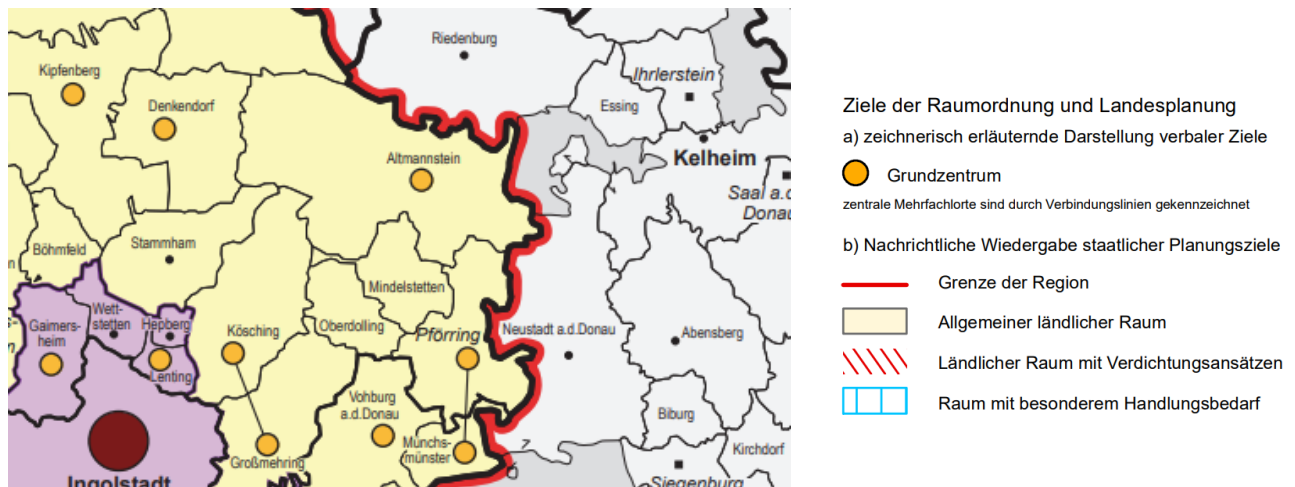 Riedenburg
Kipfenberg
Ihrlerstein
Denkendorf
Essing
Altmannstein
Kelheim
Saal a.d.
Donau
Stammham
Böhmfeld
n
Mindelstetten
Wett-
stetten
Hepberg
Gaimers-
heim
s-
n
Kösching
Oberdolling
Pförring
Neustadt a.d.Donau
Abensberg
Lenting
Vohburg
a.d.Donau
Biburg
Münchs-
münster
7
6
Kirchdorf
Großmehring
Ingolstadt
Siegenburg
Ziele der Raumordnung und Landesplanung
a) zeichnerisch erläuternde Darstellung verbaler Ziele
Grundzentrum
zentrale Mehrfachlorte sind durch Verbindungslinien gekennzeichnet
b) Nachrichtliche Wiedergabe staatlicher Planungsziele
Grenze der Region
Allgemeiner ländlicher Raum
Ländlicher Raum mit Verdichtungsansätzen
Raum mit besonderem Handlungsbedarf